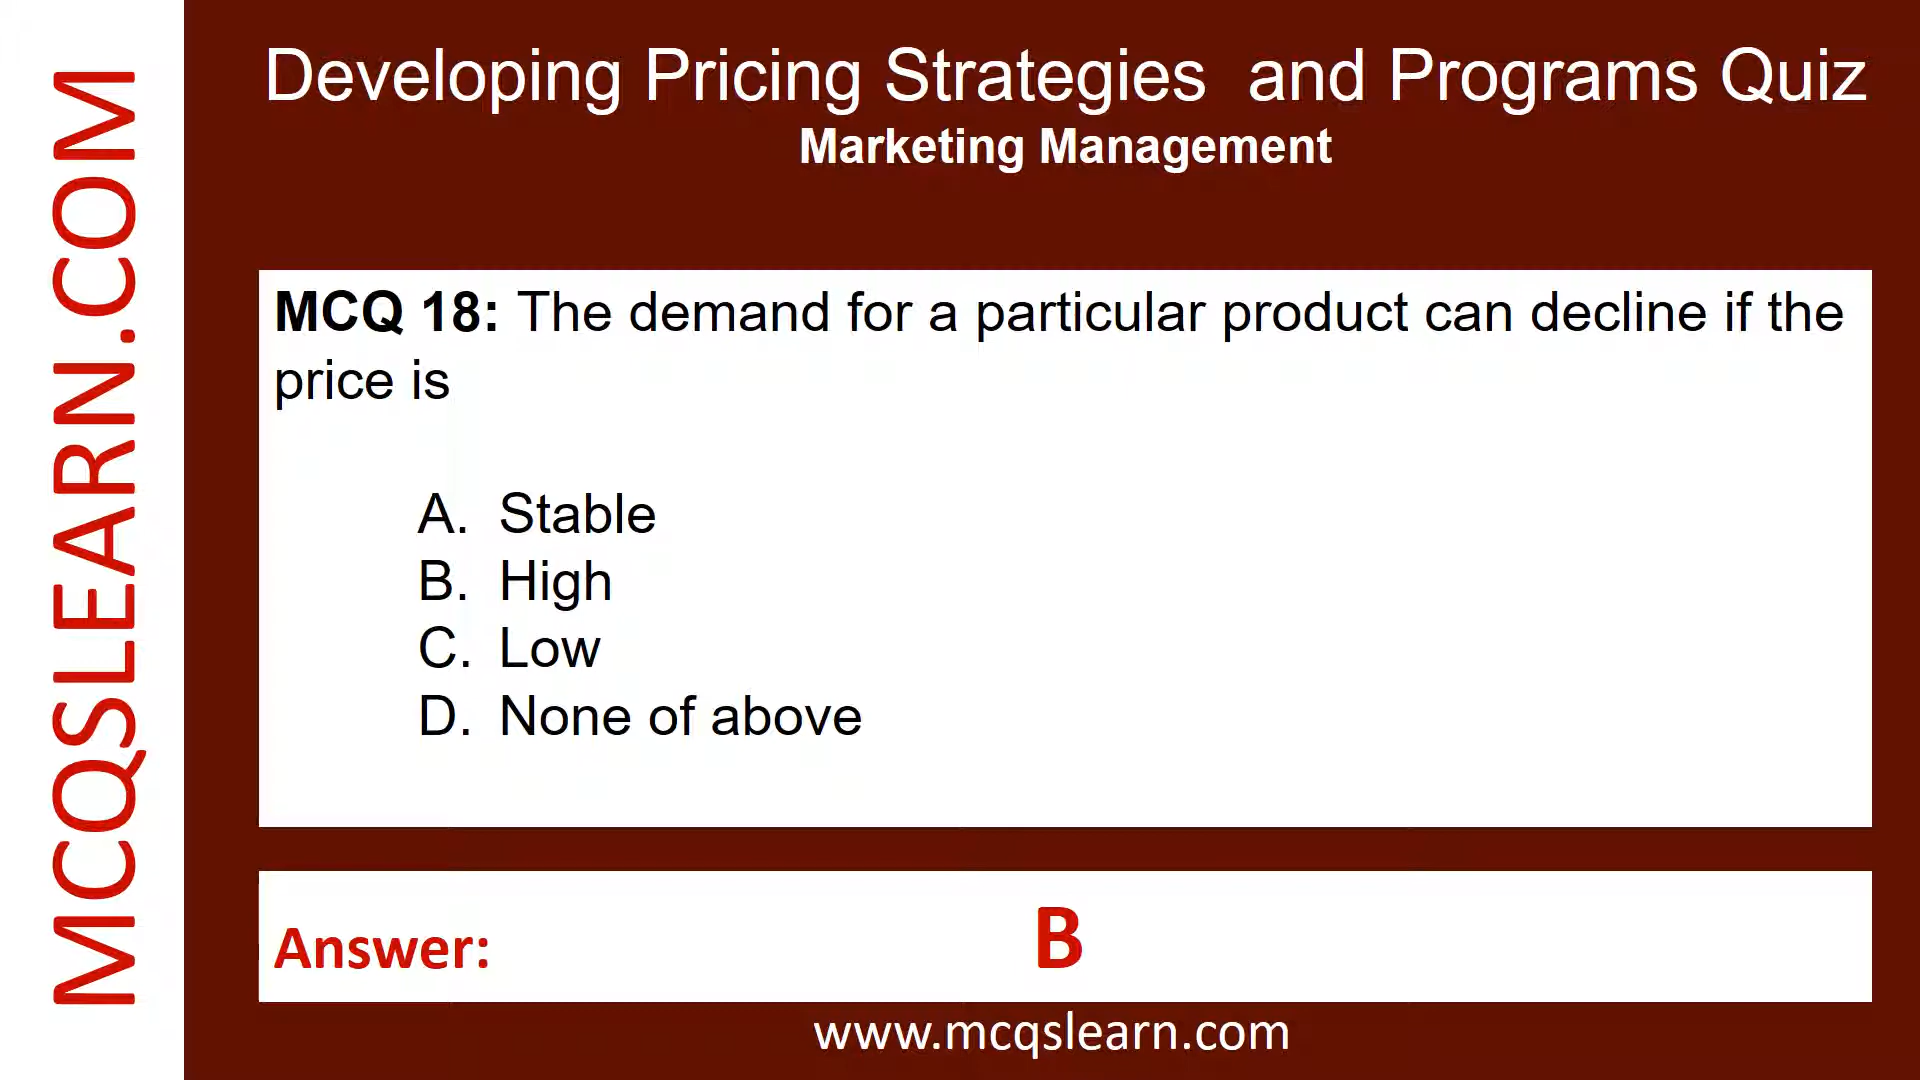 MCQSLEARN.COM
Developing Pricing Strategies and Programs Quiz
Marketing Management
MCQ 18: The demand for a particular product can decline if the
price is
A. Stable
B. High
C. Low
D. None of above
Answer: B
www.mcqslearn.com